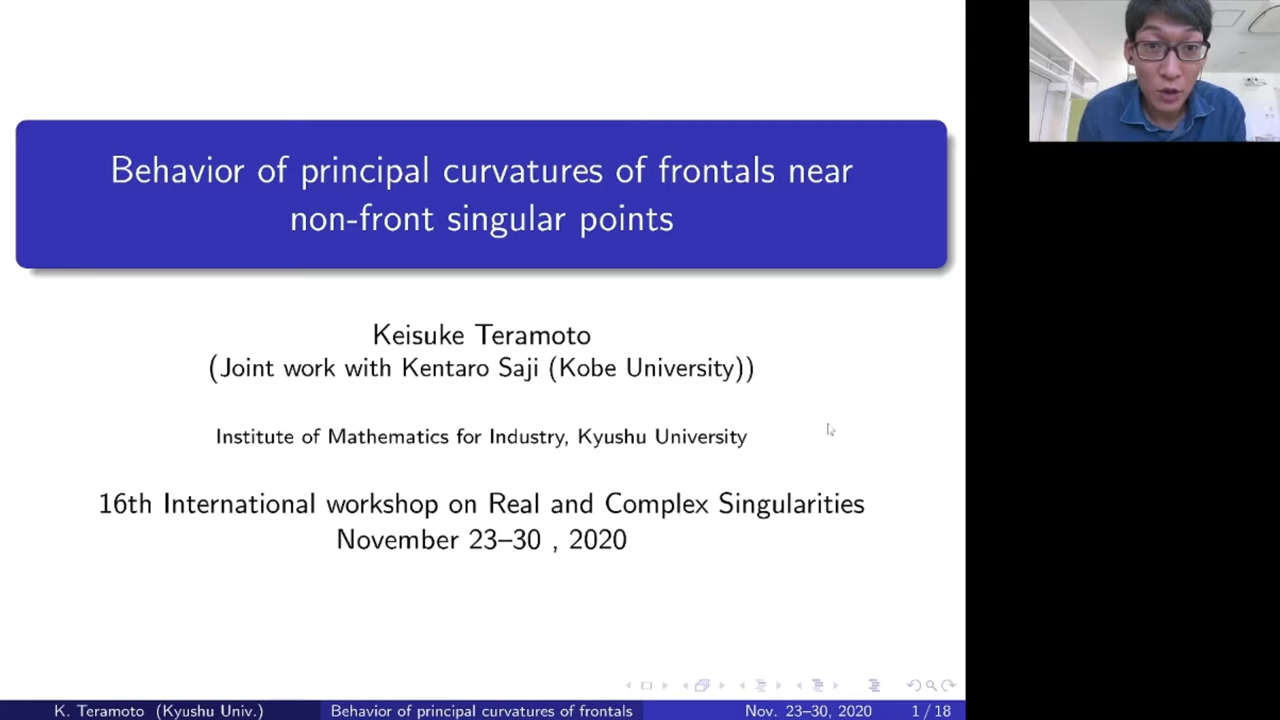 Behavior of principal curvatures of frontals near
non-front singular points
Keisuke Teramoto
(Joint work with Kentaro Saji (Kobe University))
Institute of Mathematics for Industry, Kyushu University
16th International workshop on Real and Complex Singularities
November 23–30 , 2020
K. Teramoto (Kyushu Univ.) Behavior of principal curvatures of frontals Nov. 23–30, 2020 1 / 18